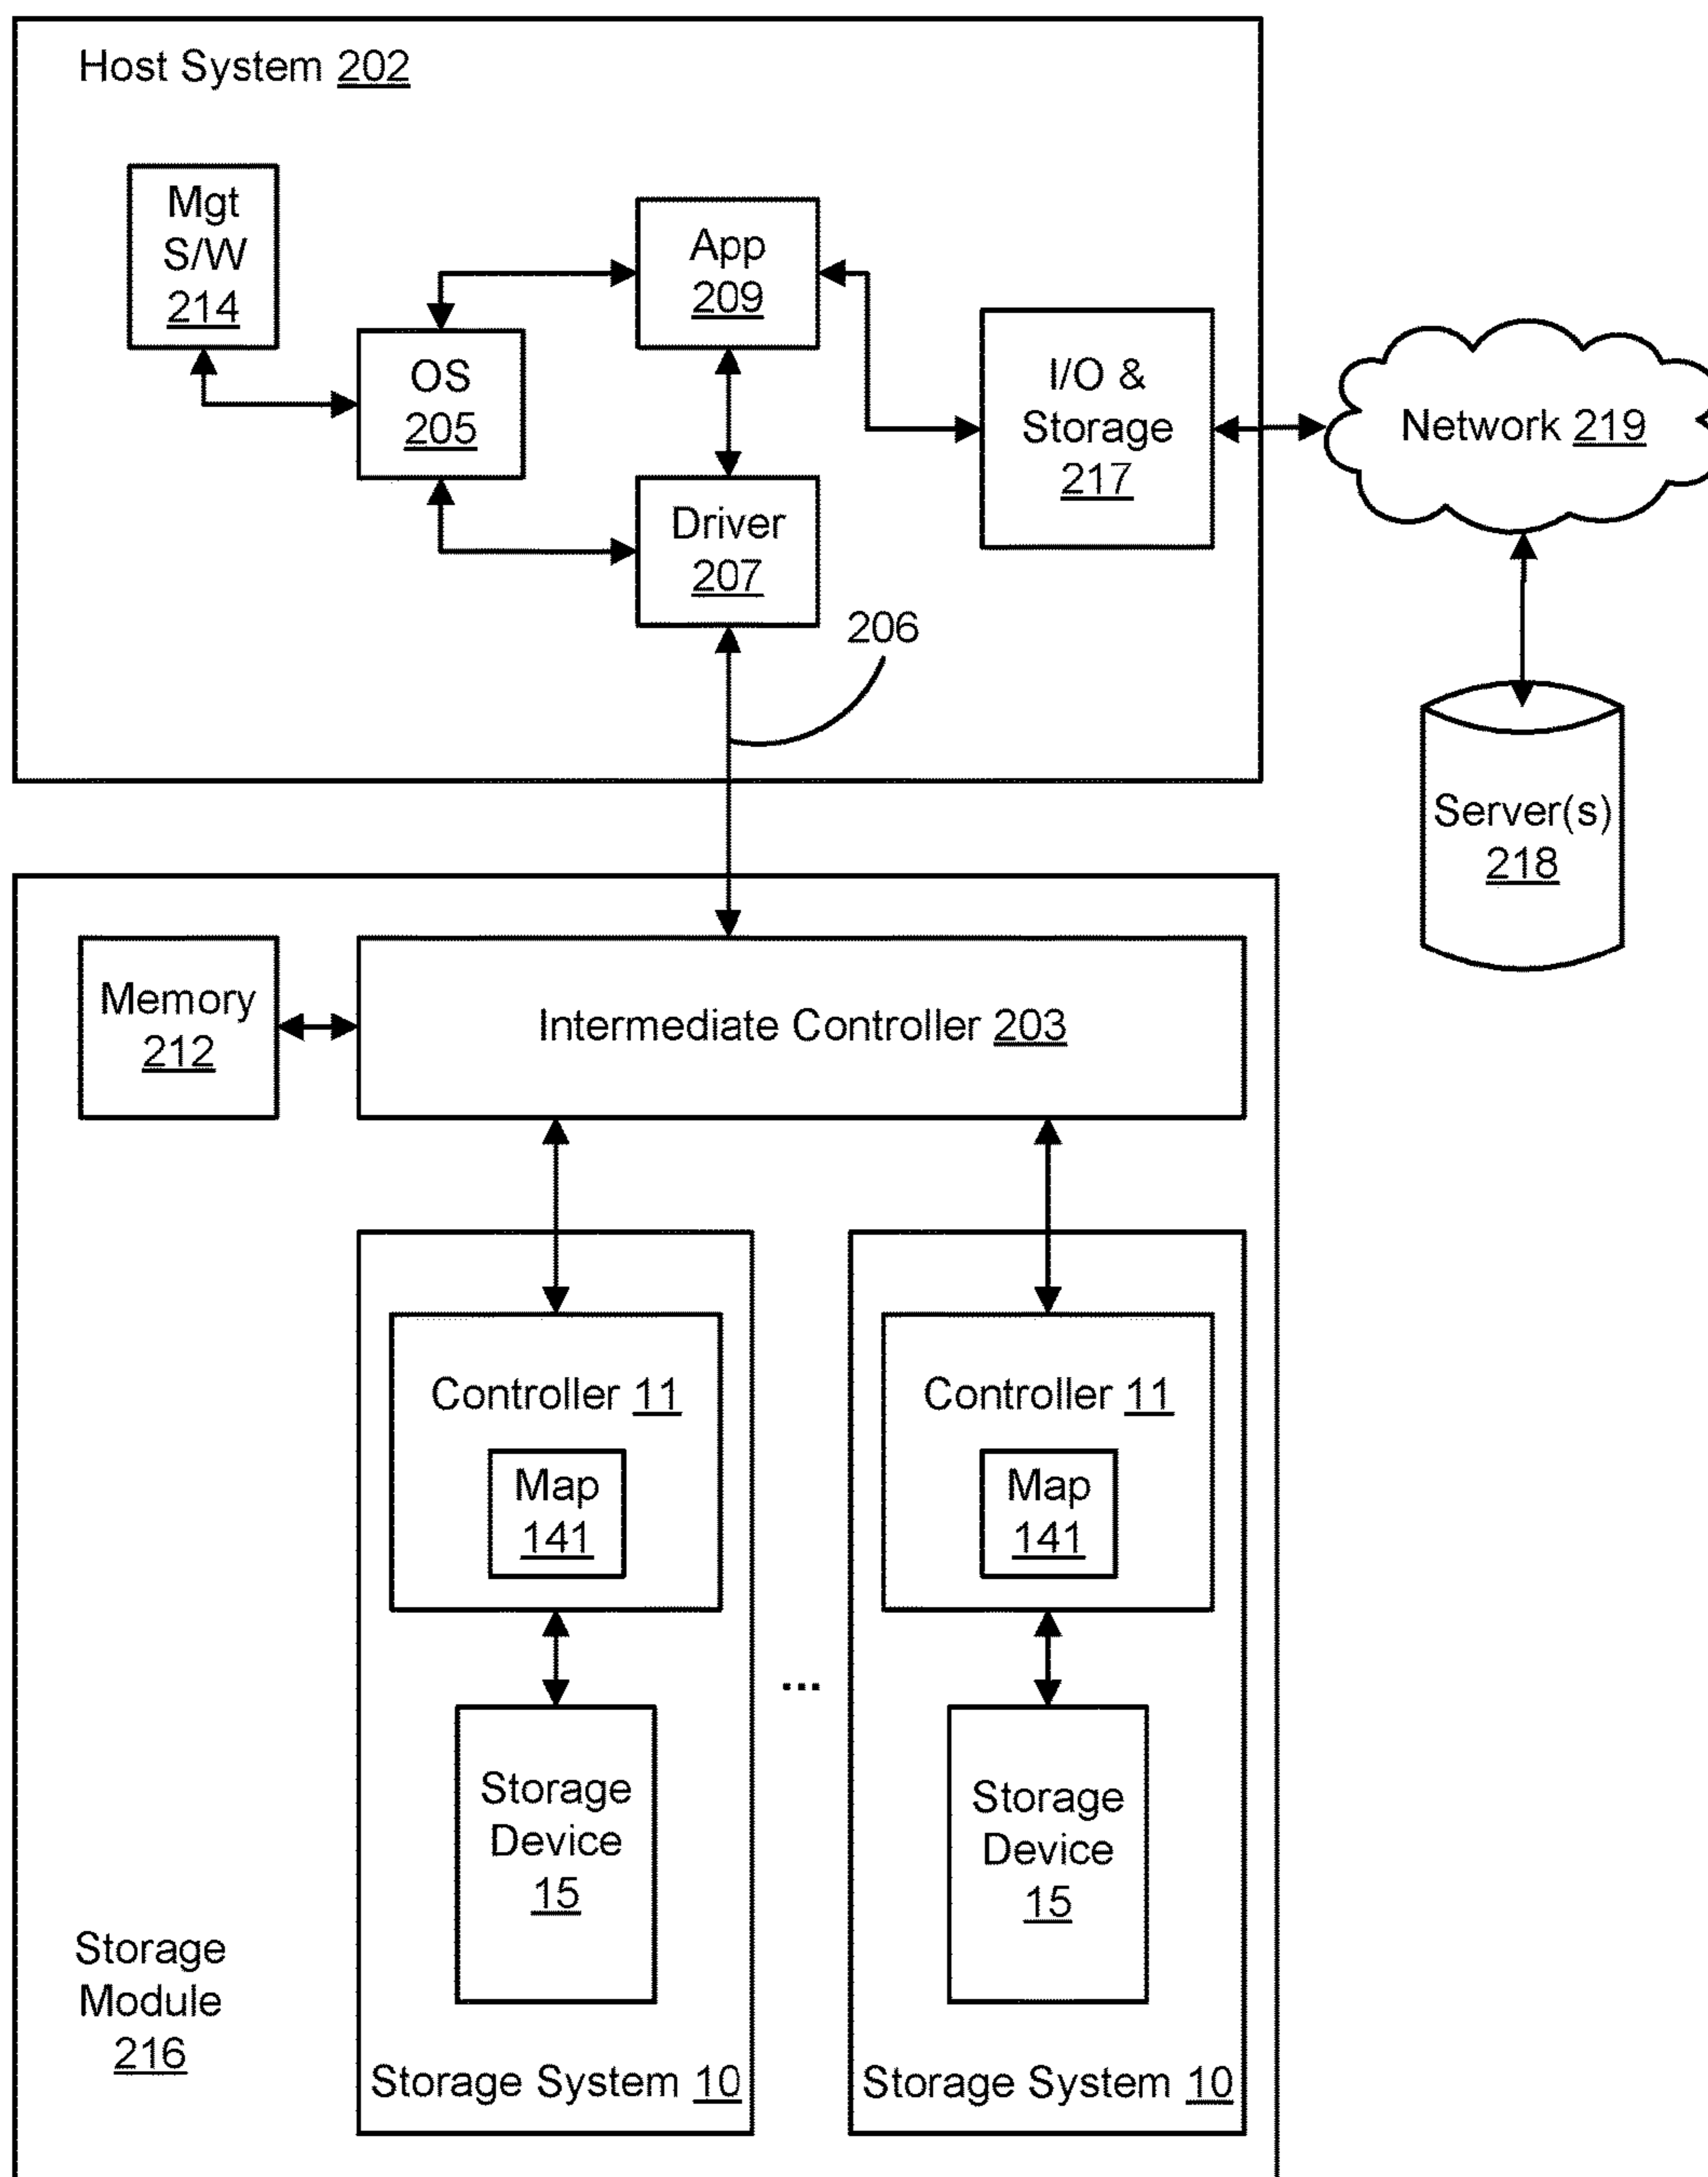 Host System 202
Mgt
S/W
214
App
209
OS
205
I/O &
Storage
217
Network 219
Driver
207
206
Server(s)
218
Memory
212
Intermediate Controller 203
Controller 11
Map
141
Storage
Device
15
Storage System 10
...
Controller 11
Map
141
Storage
Device
15
Storage System 10
Storage
Module
216